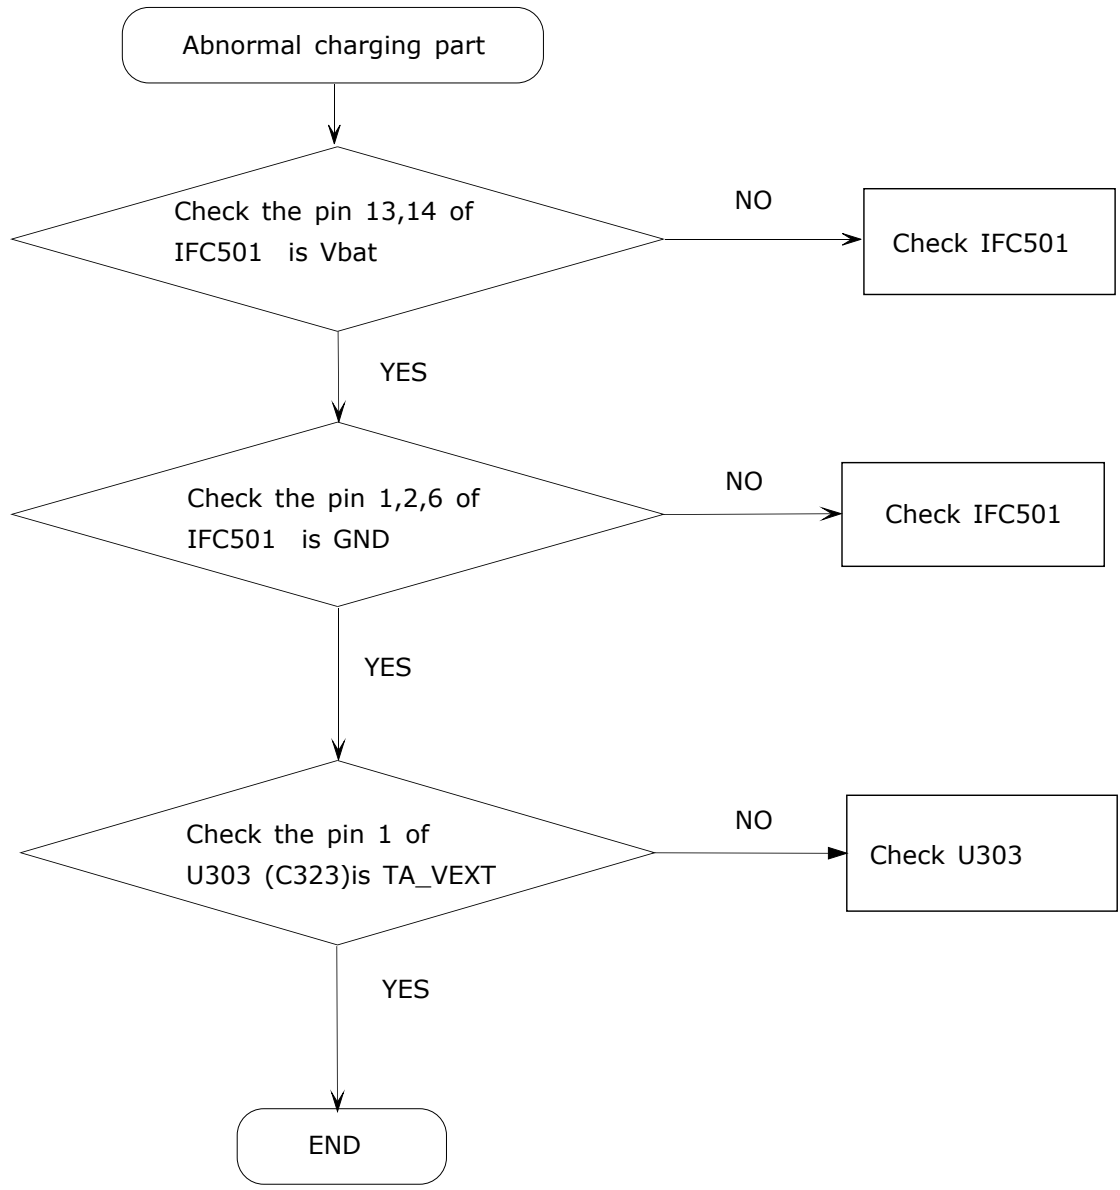 Abnormal charging part
Check the pin 13,14 of
IFC501 is Vbat
NO
Check IFC501
YES
Check the pin 1,2,6 of
IFC501 is GND
NO
Check IFC501
YES
Check the pin 1 of
U303 (C323)is TA_VEXT
NO
Check U303
YES
END